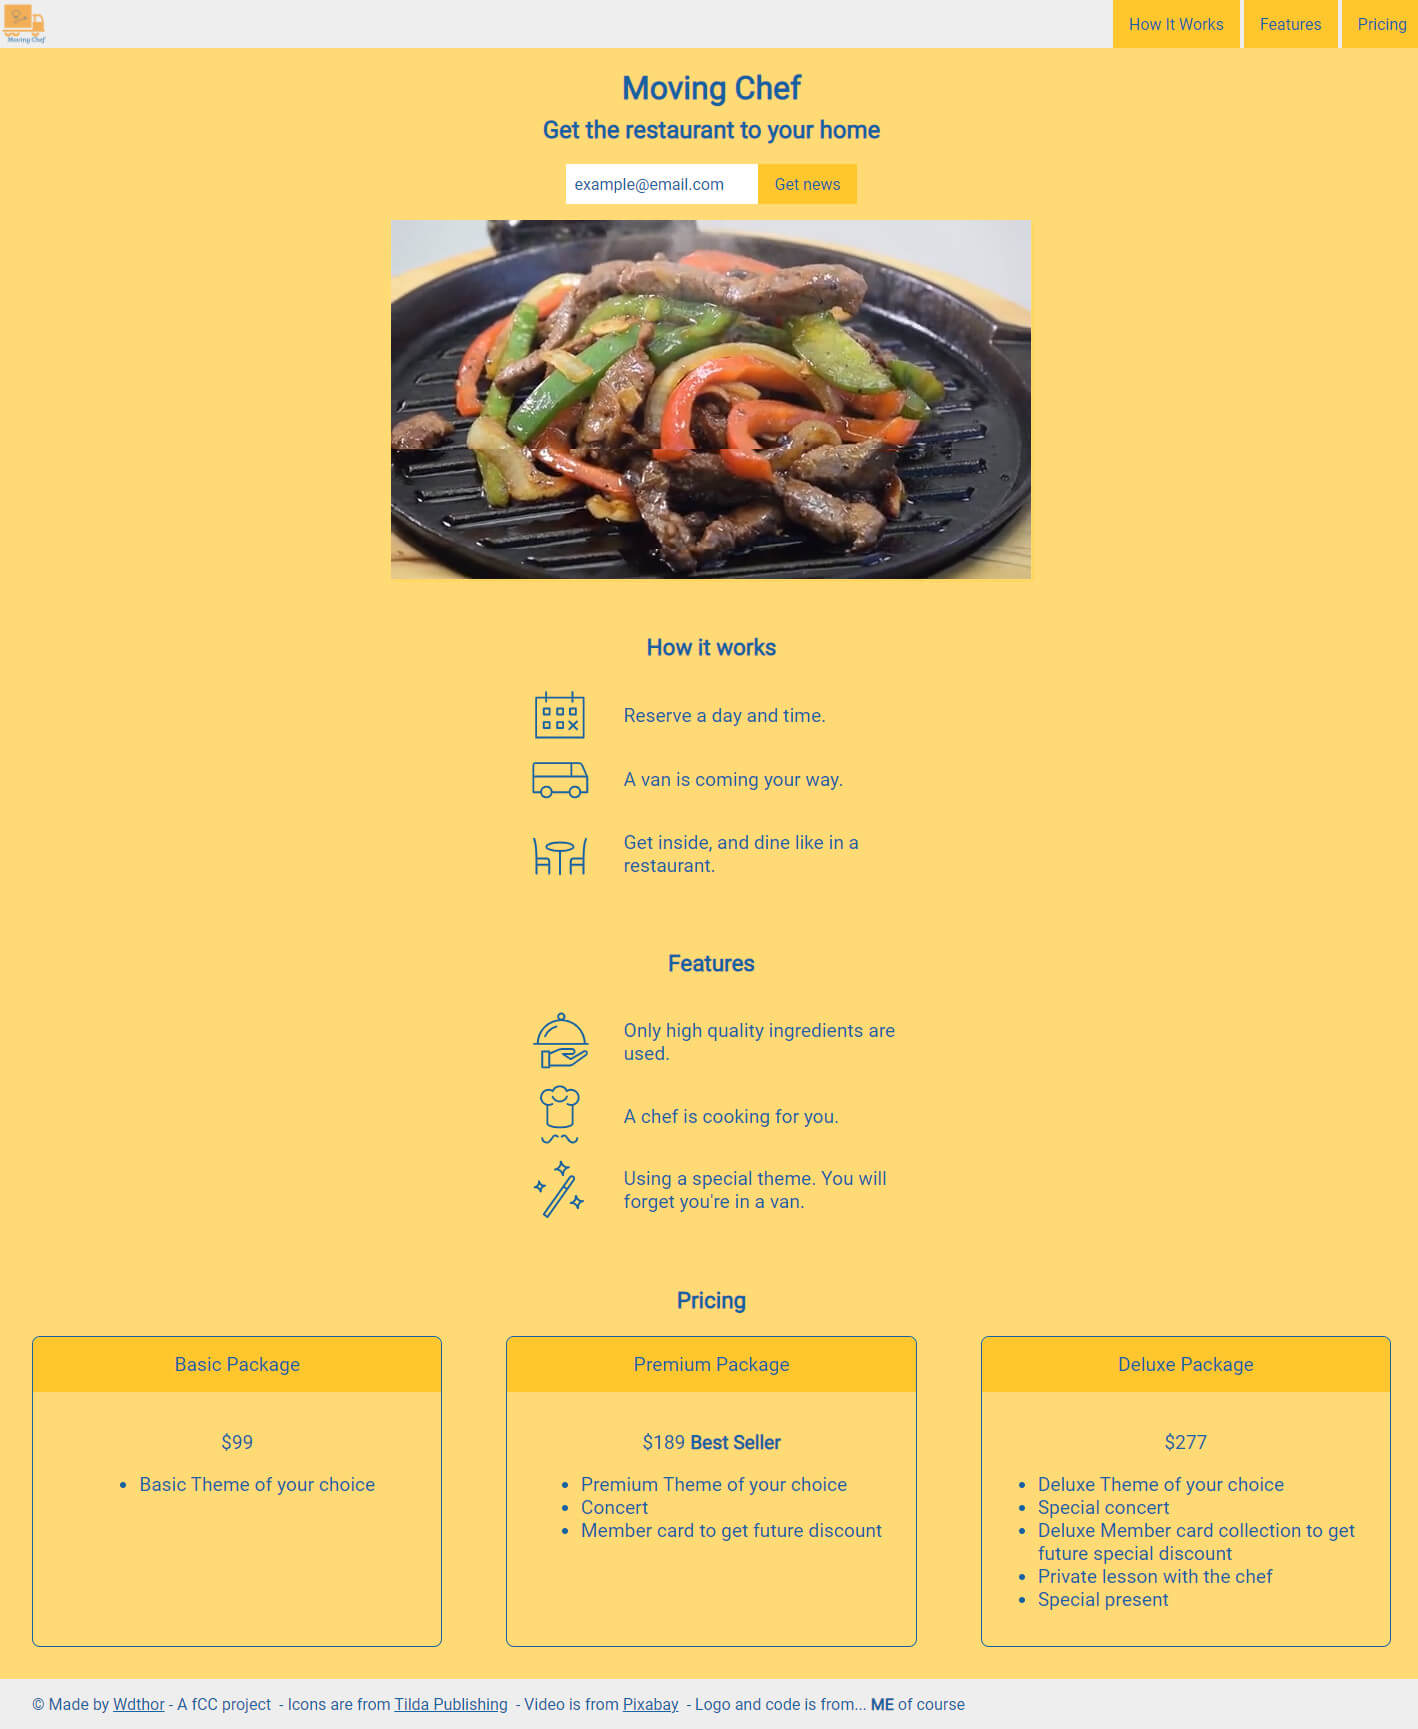 Moving Chef
How It Works
Features
Pricing
Moving Chef
Get the restaurant to your home
example@email.com
Get news
How it works
Reserve a day and time.
A van is coming your way.
Get inside, and dine like in a
restaurant.
Features
Only high quality ingredients are
used.
A chef is cooking for you.
Using a special theme. You will
forget you're in a van.
Pricing
Basic Package
$99
• Basic Theme of your choice
Premium Package
$189 Best Seller
• Premium Theme of your choice
• Concert
• Member card to get future discount
Deluxe Package
$277
• Deluxe Theme of your choice
• Special concert
• Deluxe Member card collection to get
future special discount
• Private lesson with the chef
• Special present
© Made by Wdthor - A fCC project - Icons are from Tilda Publishing - Video is from Pixabay - Logo and code is from... ME of course